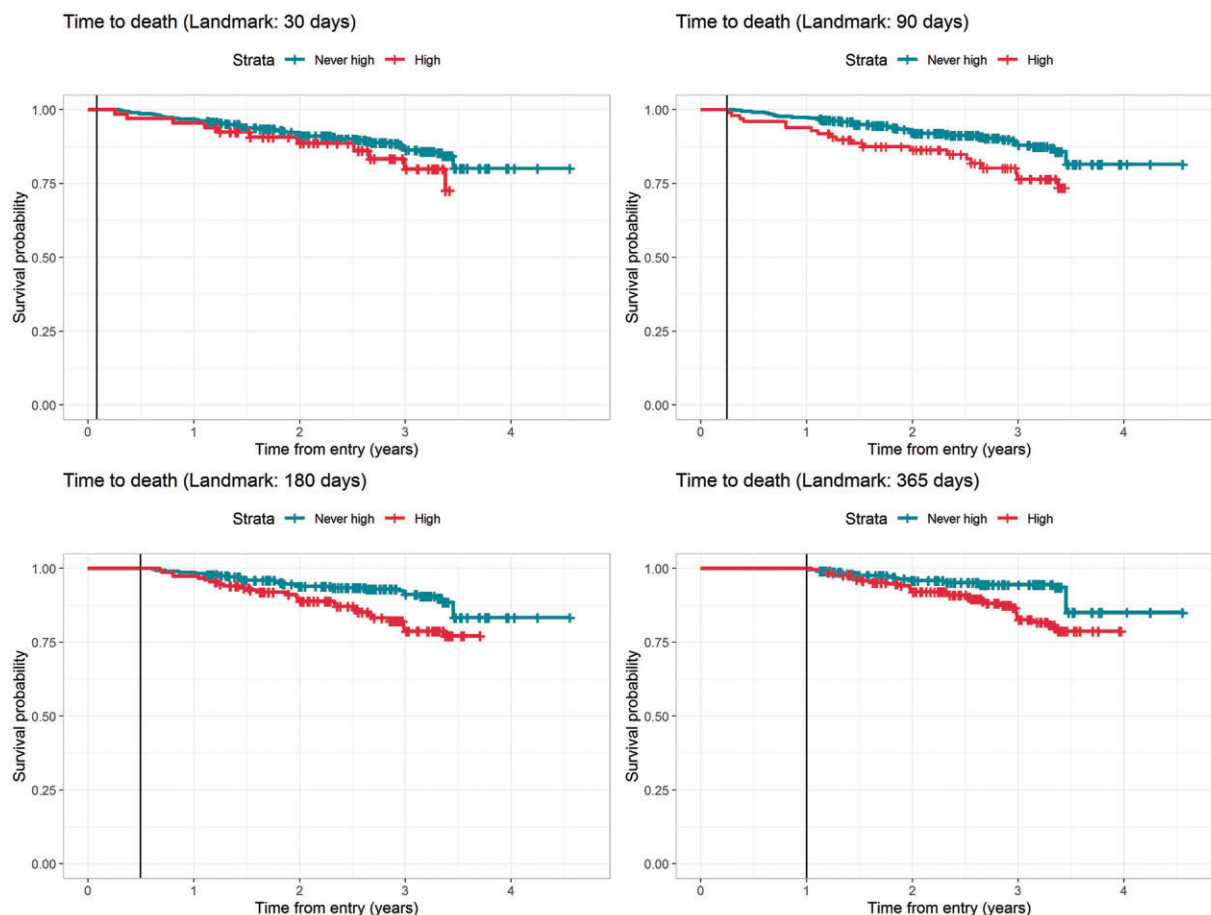 Time to death (Landmark: 30 days)
Strata Never high High
1.00
0.75
0.50
0.25
0.00
Survival probability
0 1 2 3 4
Time from entry (years)
Time to death (Landmark: 90 days)
Strata Never high High
1.00
0.75
0.50
0.25
0.00
Survival probability
0 1 2 3 4
Time from entry (years)
Time to death (Landmark: 180 days)
Strata Never high High
1.00
0.75
0.50
0.25
0.00
Survival probability
0 1 2 3 4
Time from entry (years)
Time to death (Landmark: 365 days)
Strata Never high High
1.00
0.75
0.50
0.25
0.00
Survival probability
0 1 2 3 4
Time from entry (years)